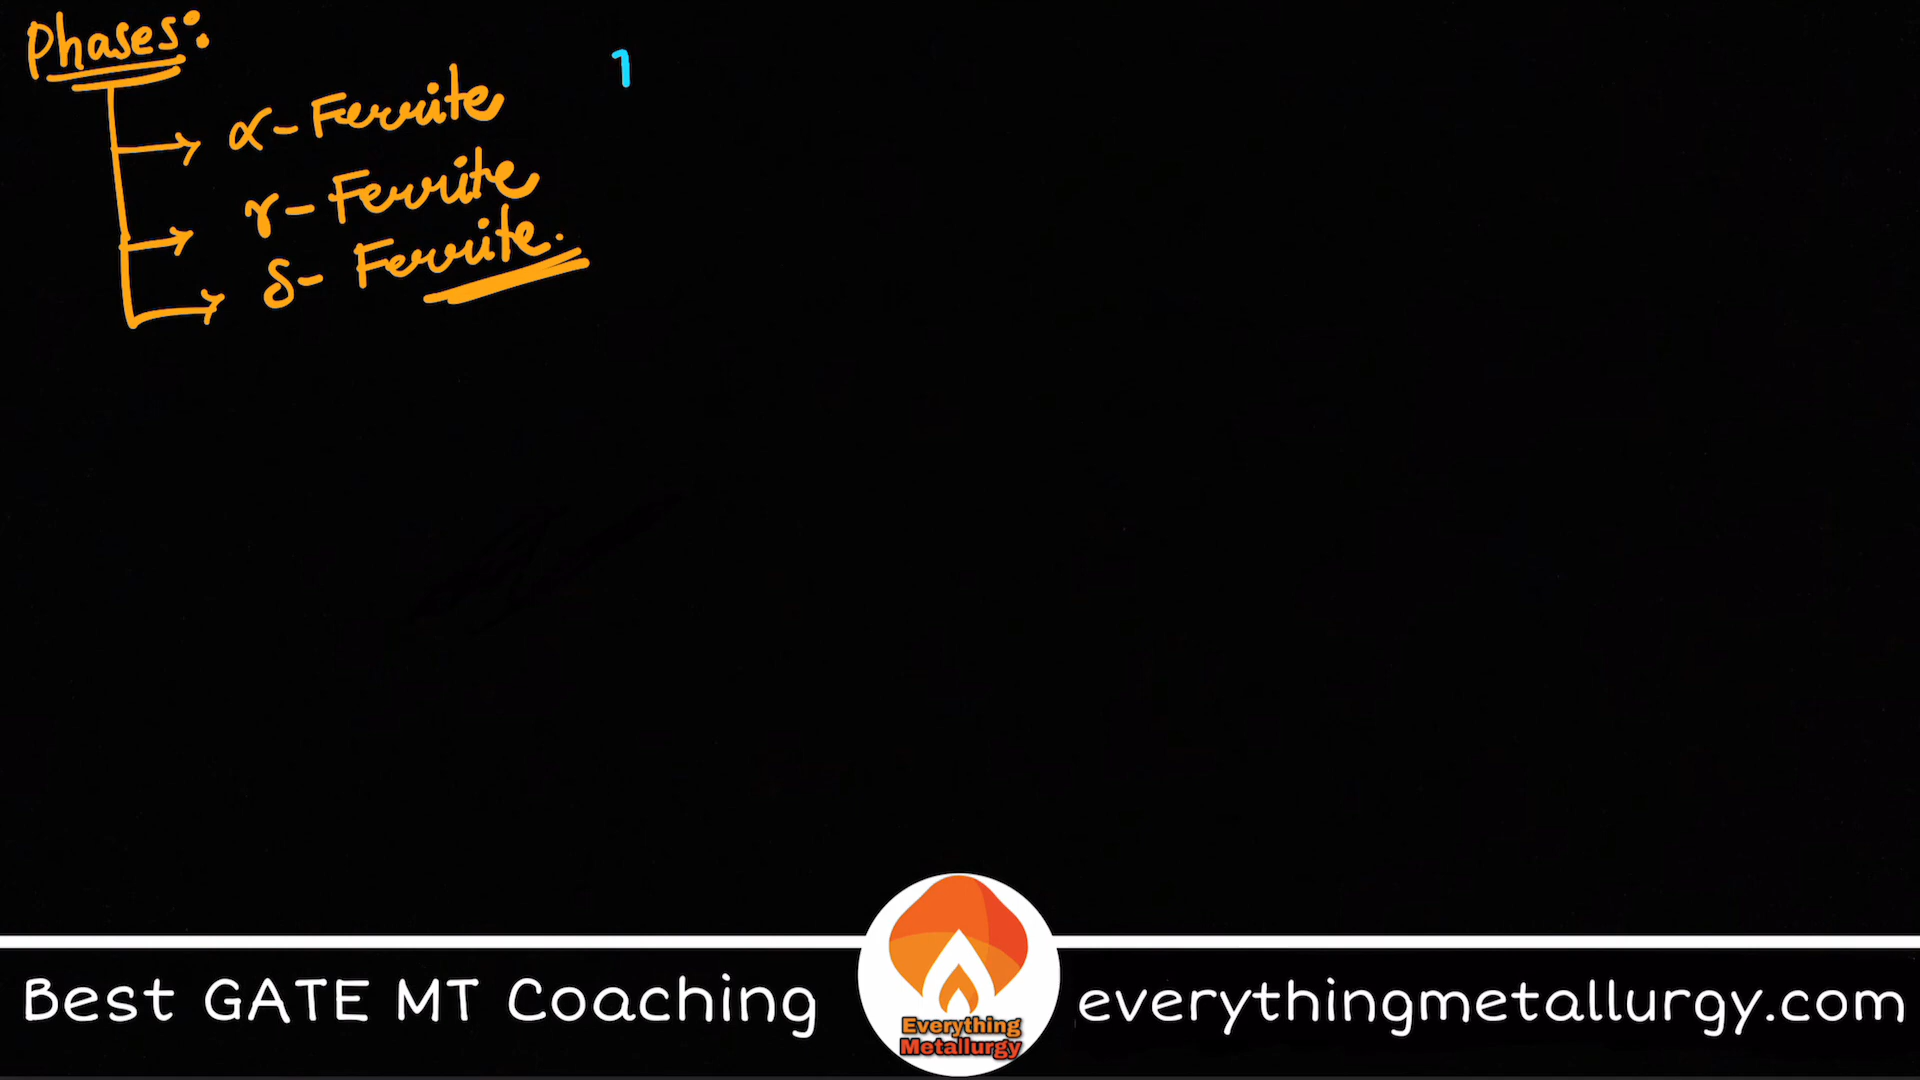 Phases:
1
α- Ferrite
γ- Ferrite
δ- Ferrite.
Best GATE MT Coaching
Everything
Metallurgy
everythingmetallurgy.com